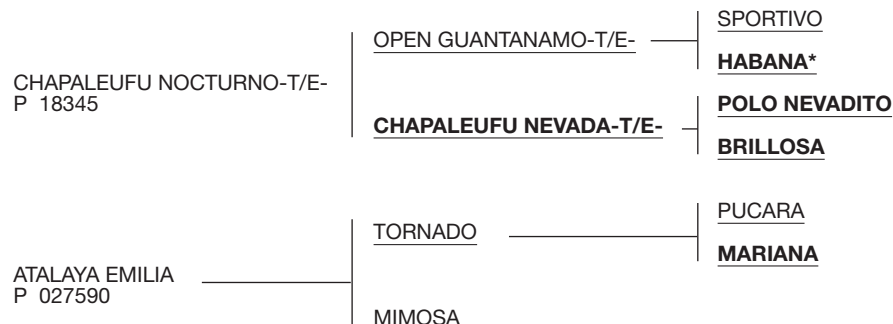 SPORTIVO
OPEN GUANTANAMO-T/E-
HABANA*
CHAPALEUFU NOCTURNO-T/E-
P 18345
POLO NEVADITO
CHAPALEUFU NEVADA-T/E-
BRILLOSA
PUCARA
TORNADO
MARIANA
ATALAYA EMILIA
P 027590
MIMOSA